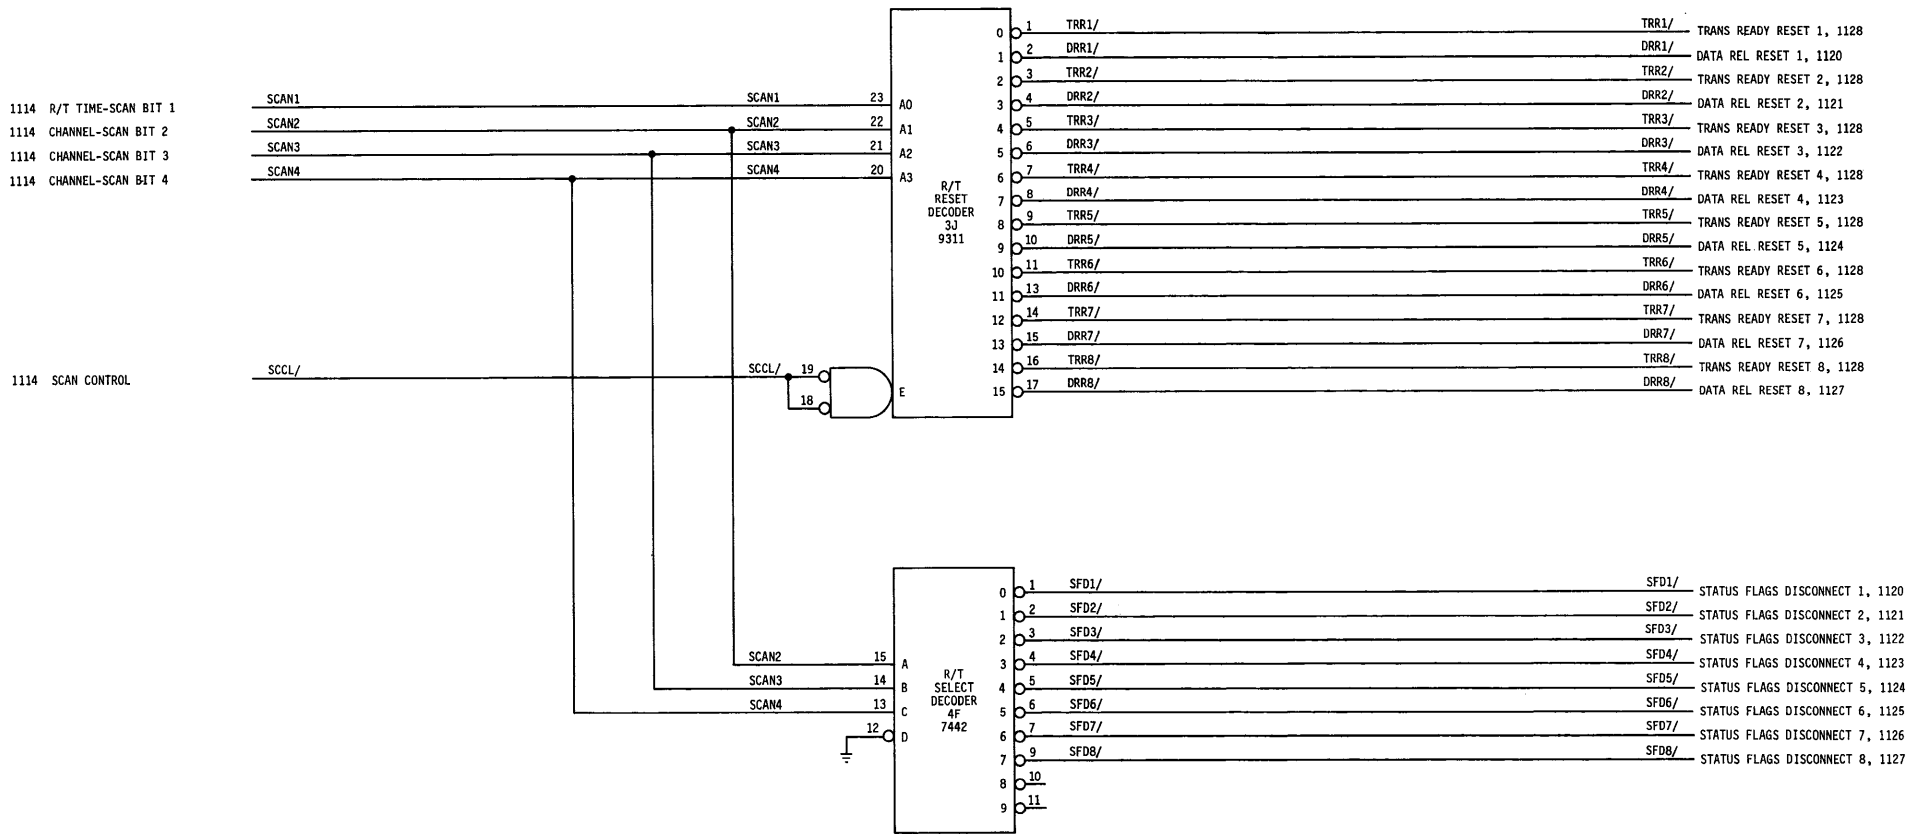 0 1 TRR1/ TRR1/ TRANS READY RESET 1, 1128
1 2 DRR1/ DRR1/ DATA REL RESET 1, 1120
2 3 TRR2/ TRR2/ TRANS READY RESET 2, 1128
1114 R/T TIME-SCAN BIT 1 SCAN1 SCAN1 23 A0 3 4 DRR2/ DRR2/ DATA REL RESET 2, 1121
1114 CHANNEL-SCAN BIT 2 SCAN2 SCAN2 22 A1 4 5 TRR3/ TRR3/ TRANS READY RESET 3, 1128
1114 CHANNEL-SCAN BIT 3 SCAN3 SCAN3 21 A2 5 6 DRR3/ DRR3/ DATA REL RESET 3, 1122
1114 CHANNEL-SCAN BIT 4 SCAN4 SCAN4 20 A3 6 7 TRR4/ TRR4/ TRANS READY RESET 4, 1128
R/T
RESET
DECODER
3J
9311
7 8 DRR4/ DRR4/ DATA REL RESET 4, 1123
8 9 TRR5/ TRR5/ TRANS READY RESET 5, 1128
9 10 DRR5/ DRR5/ DATA REL RESET 5, 1124
10 11 TRR6/ TRR6/ TRANS READY RESET 6, 1128
11 13 DRR6/ DRR6/ DATA REL RESET 6, 1125
12 14 TRR7/ TRR7/ TRANS READY RESET 7, 1128
13 15 DRR7/ DRR7/ DATA REL RESET 7, 1126
14 16 TRR8/ TRR8/ TRANS READY RESET 8, 1128
1114 SCAN CONTROL SCCL/ SCCL/ 19
18 E 15 17 DRR8/ DRR8/ DATA REL RESET 8, 1127
0 1 SFD1/ SFD1/ STATUS FLAGS DISCONNECT 1, 1120
1 2 SFD2/ SFD2/ STATUS FLAGS DISCONNECT 2, 1121
2 3 SFD3/ SFD3/ STATUS FLAGS DISCONNECT 3, 1122
SCAN2 15 A 3 4 SFD4/ SFD4/ STATUS FLAGS DISCONNECT 4, 1123
SCAN3 14 B 4 5 SFD5/ SFD5/ STATUS FLAGS DISCONNECT 5, 1124
SCAN4 13 C 5 6 SFD6/ SFD6/ STATUS FLAGS DISCONNECT 6, 1125
12 D 6 7 SFD7/ SFD7/ STATUS FLAGS DISCONNECT 7, 1126
R/T
SELECT
DECODER
4F
7442
7 9 SFD8/ SFD8/ STATUS FLAGS DISCONNECT 8, 1127
8 10
9 11